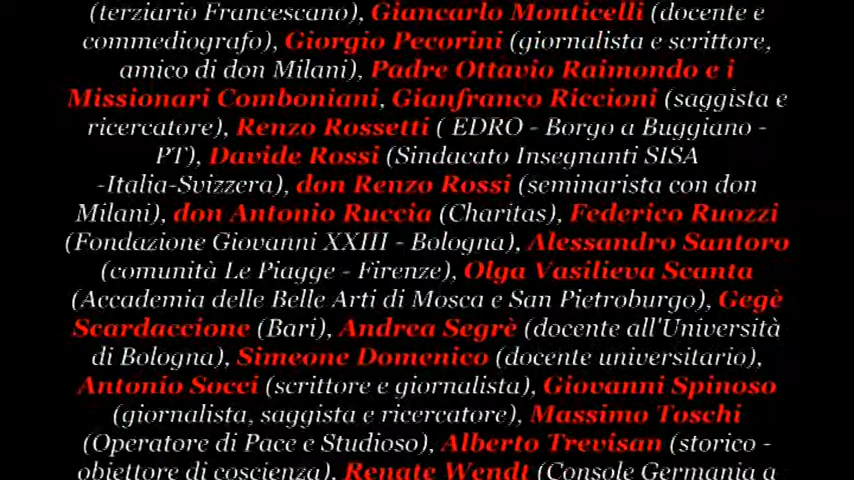 (terziario Francescano), Giancarlo Monticelli (docente e
commediografo), Giorgio Pecorini (giornalista e scrittore,
amico di don Milani), Padre Ottavio Raimondo e i
Missionari Comboniani, Gianfranco Riccioni (saggista e
ricercatore), Renzo Rossetti ( EDRO - Borgo a Buggiano -
PT), Davide Rossi (Sindacato Insegnanti SISA
-Italia-Svizzera), don Renzo Rossi (seminarista con don
Milani), don Antonio Ruccia (Charitas), Federico Ruozzi
(Fondazione Giovanni XXIII - Bologna), Alessandro Santoro
(comunità Le Piagge - Firenze), Olga Vasilieva Scanta
(Accademia delle Belle Arti di Mosca e San Pietroburgo), Gegè
Scardaccione (Bari), Andrea Segrè (docente all'Università
di Bologna), Simeone Domenico (docente universitario),
Antonio Socci (scrittore e giornalista), Giovanni Spinoso
(giornalista, saggista e ricercatore), Massimo Toschi
(Operatore di Pace e Studioso), Alberto Trevisan (storico -
obiettore di coscienza), Renate Wendt (Console Germania a